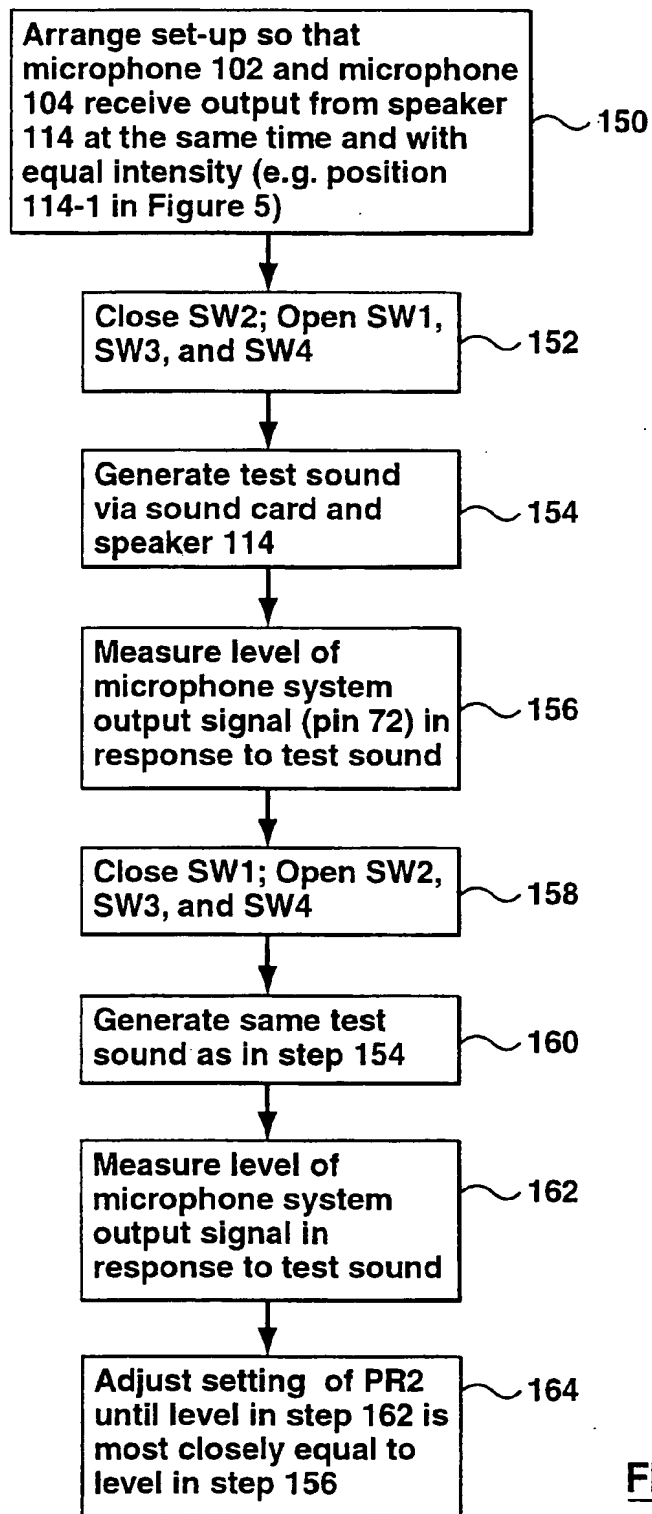 Arrange set-up so that
microphone 102 and microphone
104 receive output from speaker
114 at the same time and with
equal intensity (e.g. position
114-1 in Figure 5)
150
Close SW2; Open SW1,
SW3, and SW4
152
Generate test sound
via sound card and
speaker 114
154
Measure level of
microphone system
output signal (pin 72) in
response to test sound
156
Close SW1; Open SW2,
SW3, and SW4
158
Generate same test
sound as in step 154
160
Measure level of
microphone system
output signal in
response to test sound
162
Adjust setting of PR2
until level in step 162 is
most closely equal to
level in step 156
164